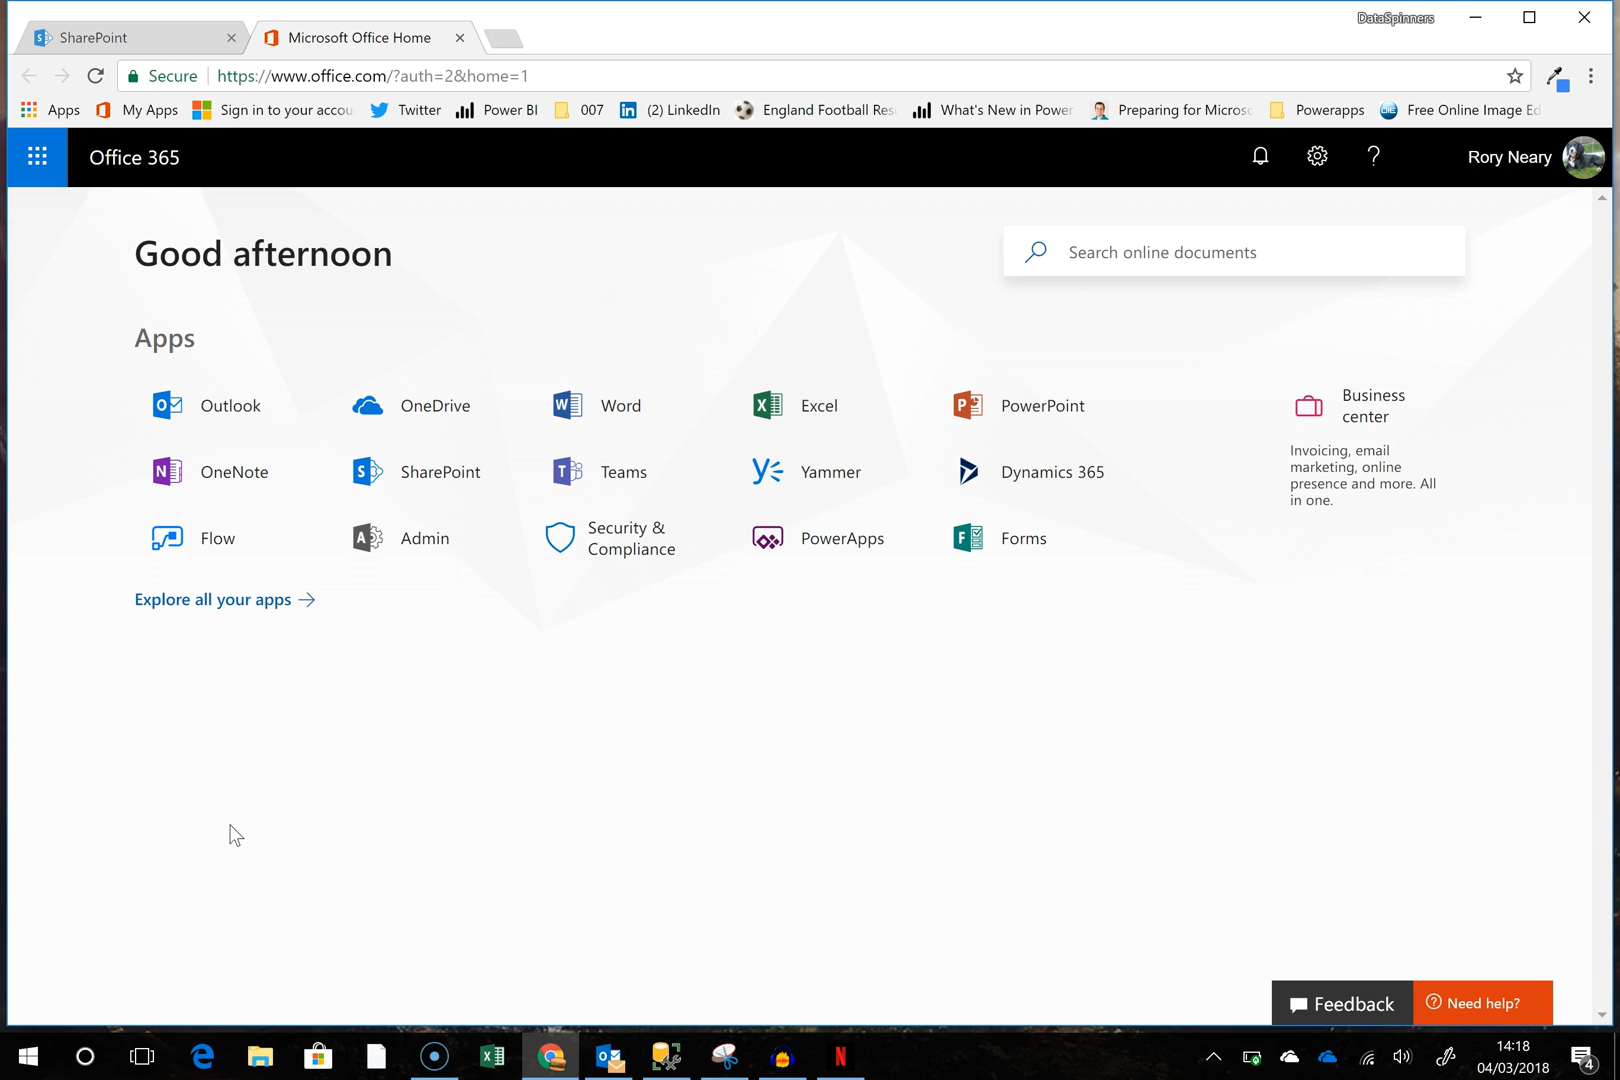 DataSpinners
SharePoint
Microsoft Office Home
Secure https://www.office.com/?auth=2&home=1
Apps My Apps Sign in to your accou Twitter Power BI 007 (2) LinkedIn England Football Res What's New in Power Preparing for Microsc Powerapps Free Online Image Ed
Office 365
Rory Neary
Good afternoon
Search online documents
Apps
Outlook OneDrive Word Excel PowerPoint
Business
center
Invoicing, email
marketing, online
presence and more. All
in one.
OneNote SharePoint Teams Yammer Dynamics 365
Flow Admin Security &
Compliance PowerApps Forms
Explore all your apps
Feedback Need help?
14:18
04/03/2018
4